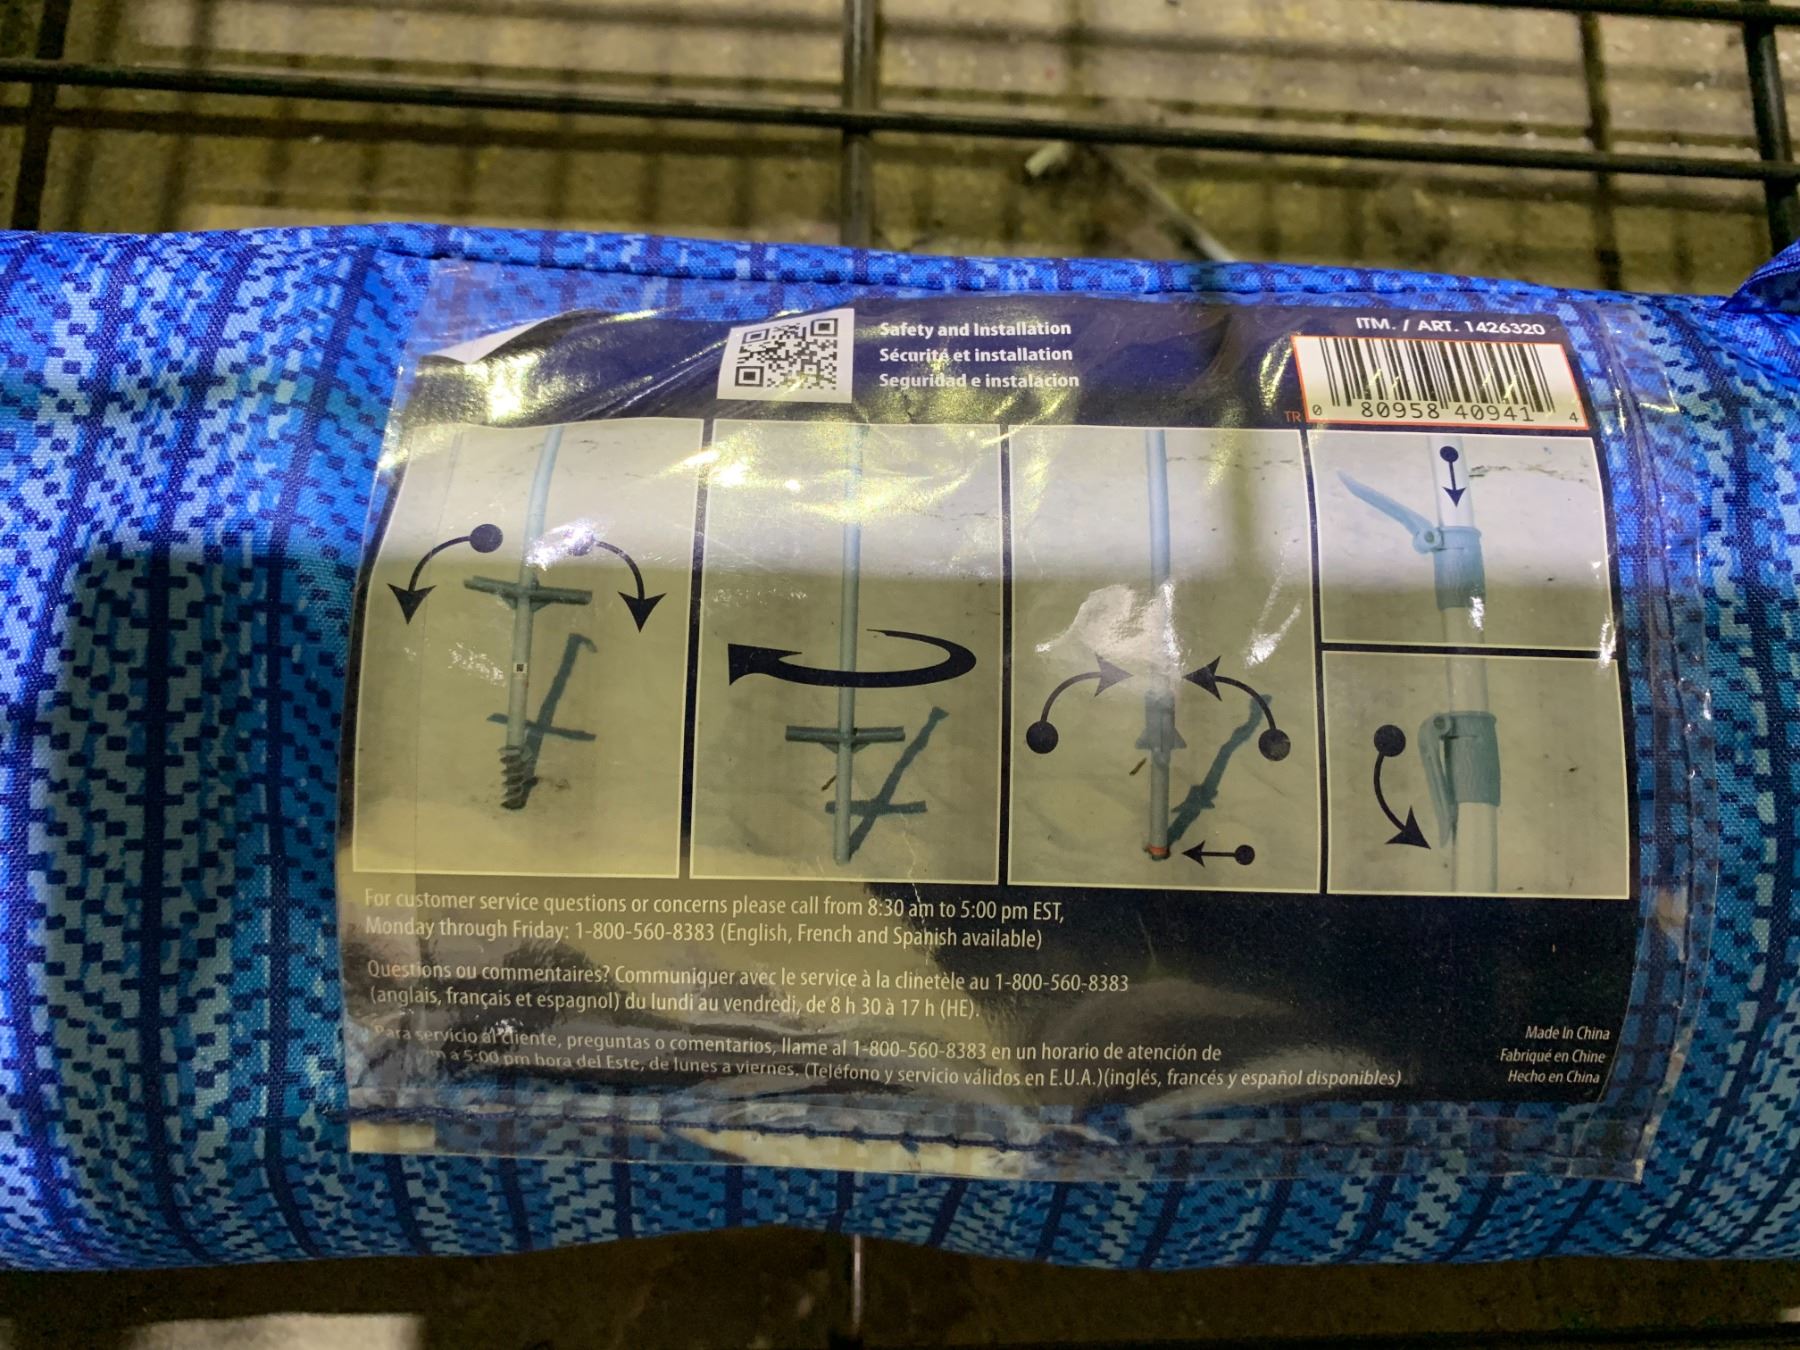 Safety and Installation
Sécurité et installation
Seguridad e instalacion
ITM. / ART. 1426320
TR
0 80958 40941 4
For customer service questions or concerns please call from 8:30 am to 5:00 pm EST,
Monday through Friday: 1-800-560-8383 (English, French and Spanish available)
Questions ou commentaires? Communiquer avec le service à la clinetèle au 1-800-560-8383
(anglais, français et espagnol) du lundi au vendredi, de 8 h 30 à 17 h (HE).
Para servicio al cliente, preguntas o comentarios, llame al 1-800-560-8383 en un horario de atención de
a 5:00 pm hora del Este, de lunes a viernes. (Teléfono y servicio válidos en E.U.A.)(inglés, francés y español disponibles)
Made In China
Fabriqué en Chine
Hecho en China